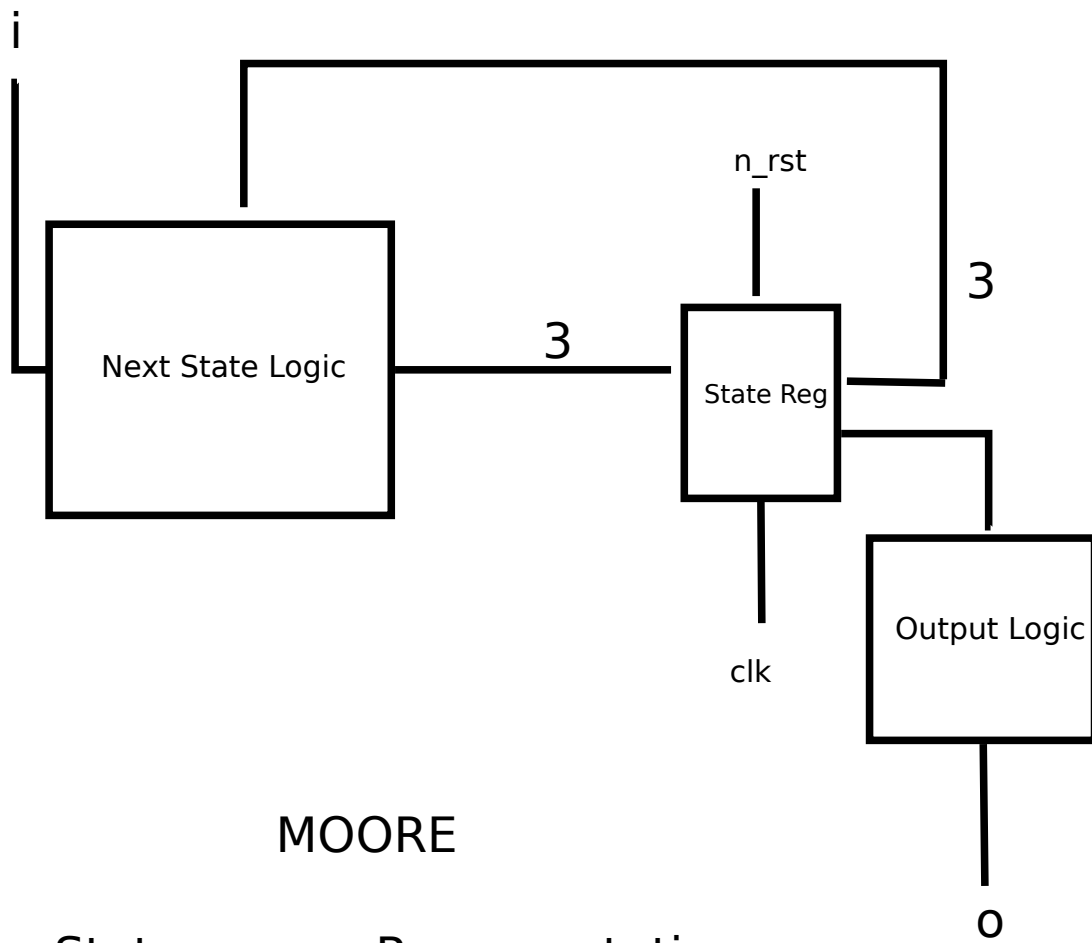 i
n_rst
3
3
Next State Logic
State Reg
Output Logic
clk
MOORE
o